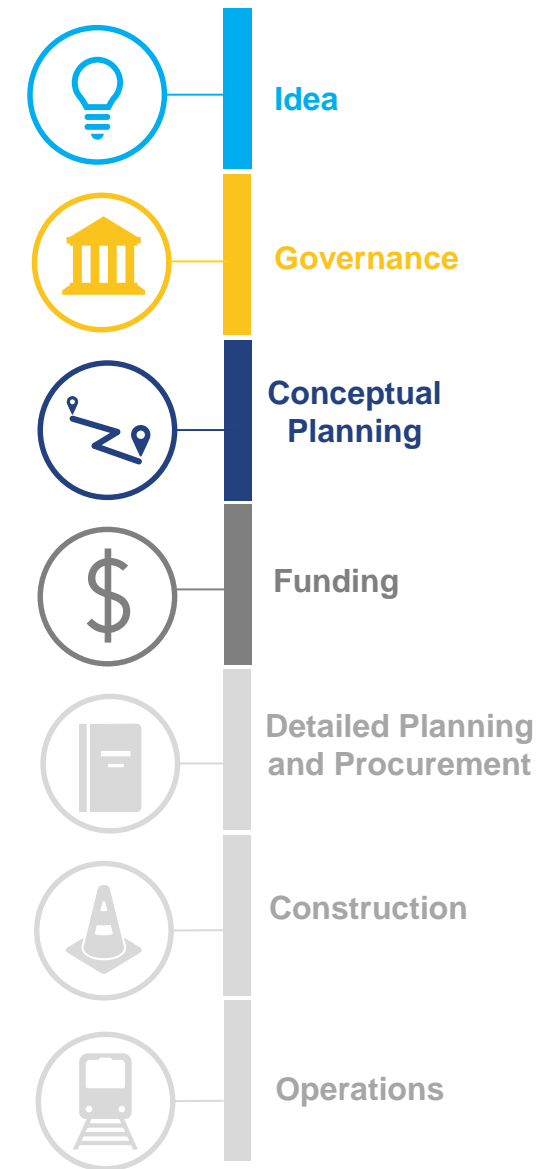 Idea
Governance
Conceptual
Planning
$
Funding
Detailed Planning
and Procurement
Construction
Operations